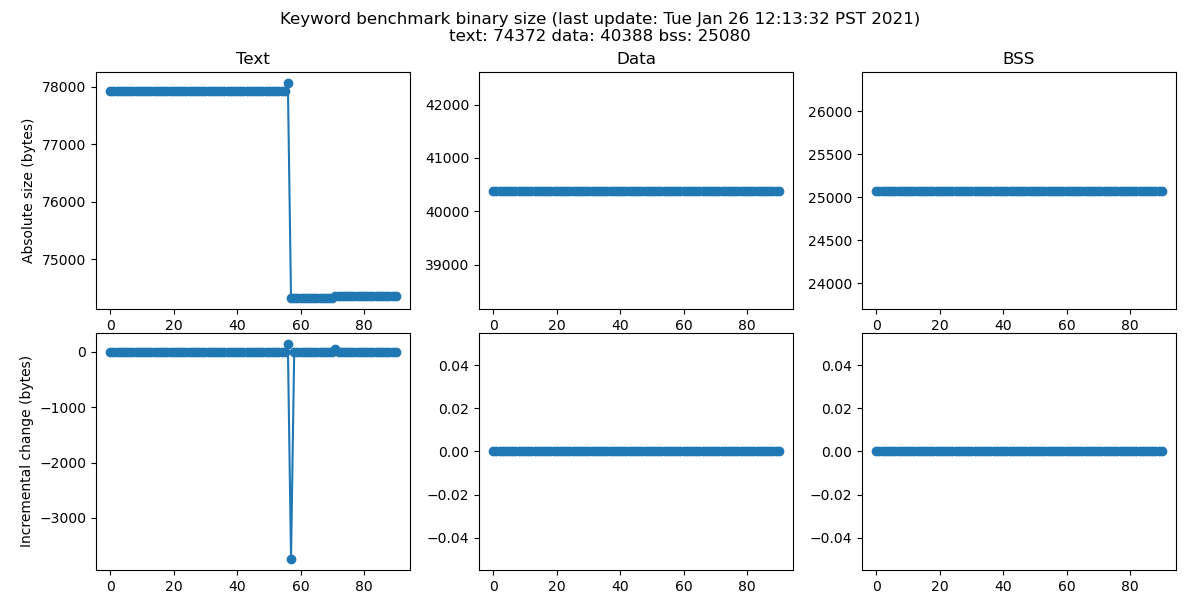 Keyword benchmark binary size (last update: Tue Jan 26 12:13:32 PST 2021)
text: 74372 data: 40388 bss: 25080
Text
Data
BSS
Absolute size (bytes)
78000
77000
76000
75000
0 20 40 60 80
42000
41000
40000
39000
0 20 40 60 80
26000
25500
25000
24500
24000
0 20 40 60 80
Incremental change (bytes)
0
−1000
−2000
−3000
0 20 40 60 80
0.04
0.02
0.00
−0.02
−0.04
0 20 40 60 80
0.04
0.02
0.00
−0.02
−0.04
0 20 40 60 80